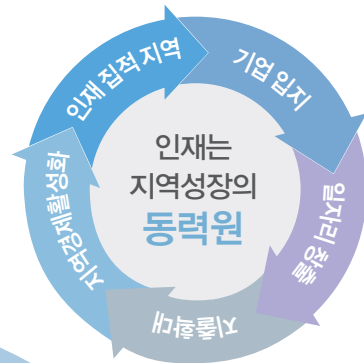 인재 집적 지역
기업 입지
일자리 창출
지출확대
지역경제활성화
인재는
지역성장의
동력원